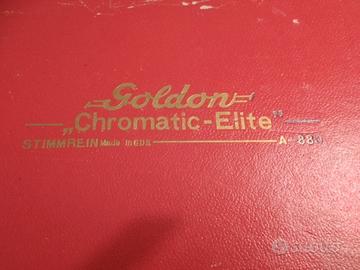 Goldon
„Chromatic-Elite”
STIMMREIN Made in GDR A-88